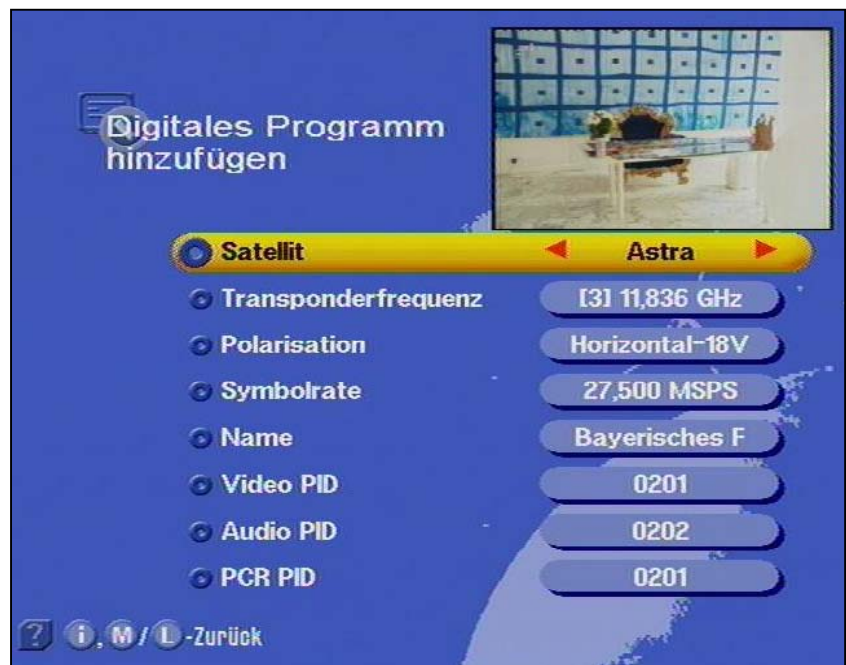 Digitales Programm
hinzufügen
Satellit Astra
Transponderfrequenz [3] 11,836 GHz
Polarisation Horizontal-18V
Symbolrate 27,500 MSPS
Name Bayerisches F
Video PID 0201
Audio PID 0202
PCR PID 0201
? i, M / L -Zurück